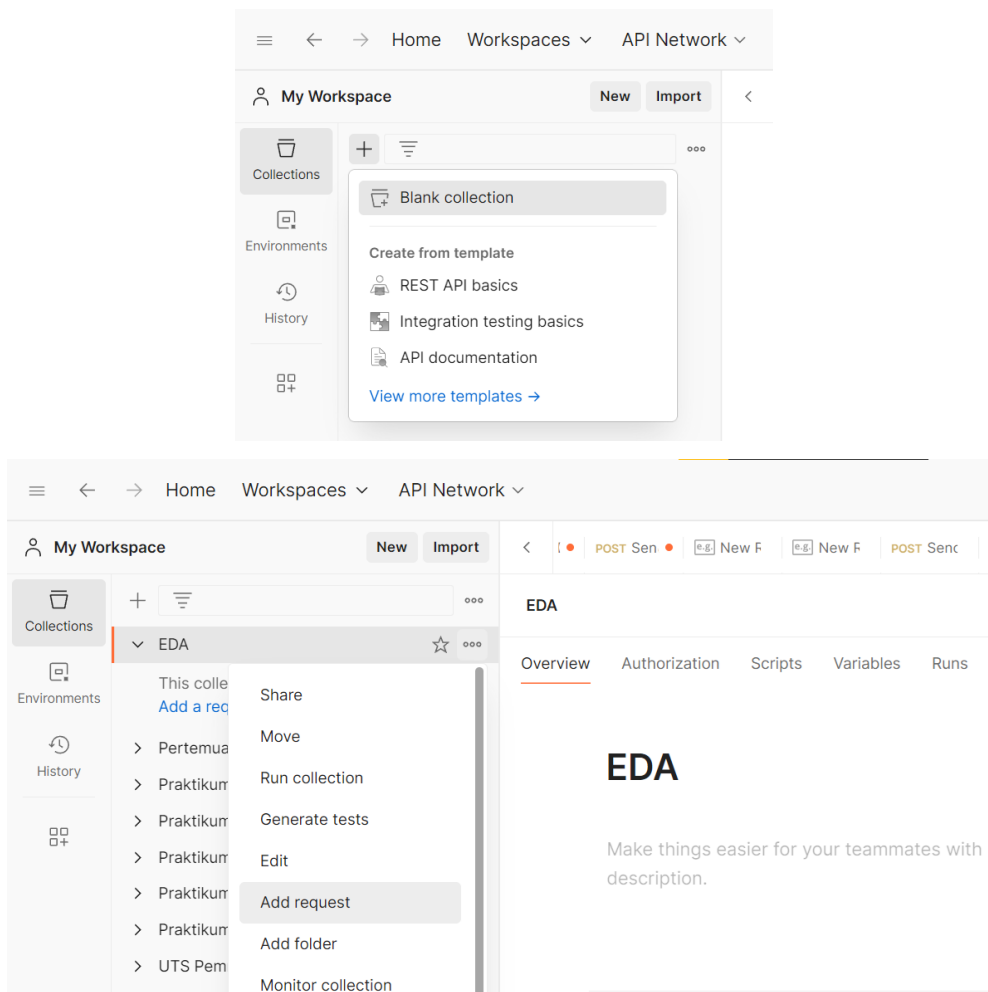 Home Workspaces API Network
My Workspace New Import
Collections
Blank collection
Environments
Create from template
REST API basics
History
Integration testing basics
API documentation
View more templates →
Home Workspaces API Network
My Workspace New Import
POST Sen e.g. New e.g. New POST Send
Collections
EDA
EDA
Overview Authorization Scripts Variables Runs
This colle
Add a req
Environments
Share
Move
Pertemua
History
Run collection
Praktikum
Generate tests
Praktikum
Edit
Praktikum
Add request
Praktikum
Add folder
Praktikum
UTS Pem
Monitor collection
EDA
Make things easier for your teammates with
description.